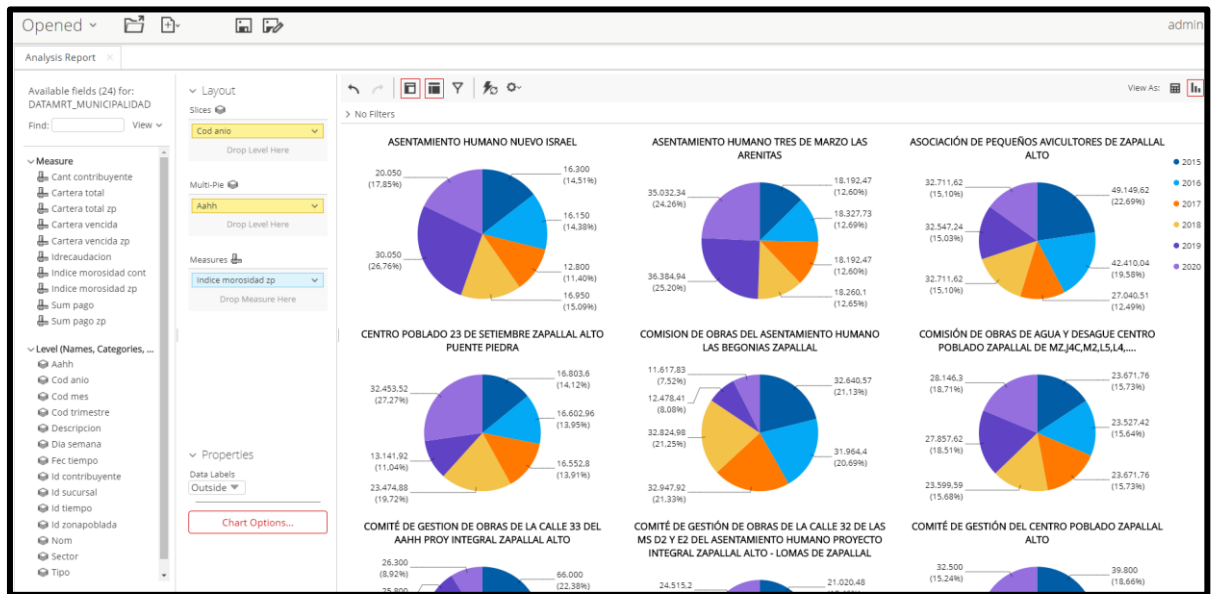 Opened
admin
Analysis Report
Available fields (24) for:
DATAMRT_MUNICIPALIDAD
Find:
View
Measure
Cant contribuyente
Cartera total
Cartera total zp
Cartera vencida
Cartera vencida zp
Idrecaudacion
Indice morosidad cont
Indice morosidad zp
Sum pago
Sum pago zp
Level (Names, Categories, ...
Aahh
Cod anio
Cod mes
Cod trimestre
Descripcion
Dia semana
Fec tiempo
Id contribuyente
Id sucursal
Id tiempo
Id zonapoblada
Nom
Sector
Tipo
Layout
Slices
Cod anio
Drop Level Here
Multi-Pie
Aahh
Drop Level Here
Measures
Indice morosidad zp
Drop Measure Here
Properties
Data Labels
Outside
Chart Options...
View As:
No Filters
ASENTAMIENTO HUMANO NUEVO ISRAEL
20.050
(17,85%)
16.300
(14,51%)
16.150
(14,38%)
30.050
(26,76%)
12.800
(11,40%)
16.950
(15,09%)
ASENTAMIENTO HUMANO TRES DE MARZO LAS
ARENITAS
35.032,34
(24,26%)
18.192,47
(12,60%)
18.327,73
(12,69%)
18.192,47
(12,60%)
36.384,94
(25,20%)
18.260,1
(12,65%)
ASOCIACIÓN DE PEQUEÑOS AVICULTORES DE ZAPALLAL
ALTO
32.711,62
(15,10%)
49.149,62
(22,69%)
32.547,24
(15,03%)
42.410,04
(19,58%)
32.711,62
(15,10%)
27.040,51
(12,49%)
2015
2016
2017
2018
2019
2020
CENTRO POBLADO 23 DE SETIEMBRE ZAPALLAL ALTO
PUENTE PIEDRA
32.453,52
(27,27%)
16.803,6
(14,12%)
16.602,96
(13,95%)
13.141,92
(11,04%)
16.552,8
(13,91%)
23.474,88
(19,72%)
COMISION DE OBRAS DEL ASENTAMIENTO HUMANO
LAS BEGONIAS ZAPALLAL
11.617,83
(7,52%)
32.640,57
(21,13%)
12.478,41
(8,08%)
32.824,98
(21,25%)
31.964,4
(20,69%)
32.947,92
(21,33%)
COMISIÓN DE OBRAS DE AGUA Y DESAGUE CENTRO
POBLADO ZAPALLAL DE MZ,J4C,M2,L5,L4,....
28.146,3
(18,71%)
23.671,76
(15,73%)
23.527,42
(15,64%)
27.857,62
(18,51%)
23.671,76
(15,73%)
23.599,59
(15,68%)
COMITÉ DE GESTION DE OBRAS DE LA CALLE 33 DEL
AAHH PROY INTEGRAL ZAPALLAL ALTO
26.300
(8,92%)
66.000
(22,38%)
25.800
COMITÉ DE GESTIÓN DE OBRAS DE LA CALLE 32 DE LAS
MS D2 Y E2 DEL ASENTAMIENTO HUMANO PROYECTO
INTEGRAL ZAPALLAL ALTO - LOMAS DE ZAPALLAL
24.515,2
21.020,48
COMITÉ DE GESTIÓN DEL CENTRO POBLADO ZAPALLAL
ALTO
32.500
(15,24%)
39.800
(18,66%)